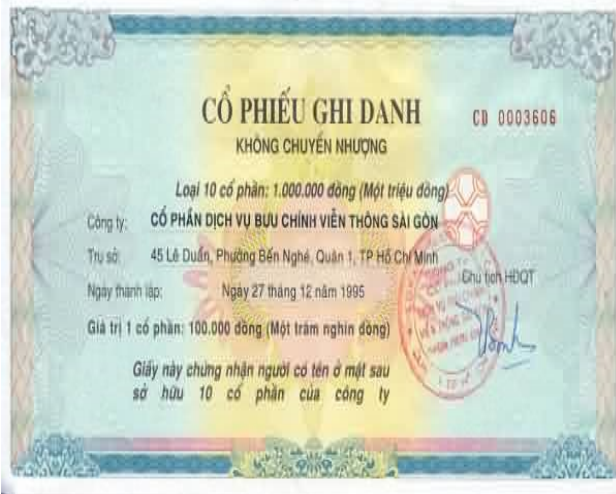 CỔ PHIẾU GHI DANH
CD 0003606
KHÔNG CHUYỂN NHƯỢNG
Loại 10 cổ phần: 1.000.000 đồng (Một triệu đồng)
Công ty: CỔ PHẦN DỊCH VỤ BƯU CHÍNH VIỄN THÔNG SÀI GÒN
Trụ sở: 45 Lê Duẩn, Phường Bến Nghé, Quận 1, TP Hồ Chí Minh
Ngày thành lập: Ngày 27 tháng 12 năm 1995
Chủ tịch HĐQT
Giá trị 1 cổ phần: 100.000 đồng (Một trăm nghìn đồng)
Giấy này chứng nhận người có tên ở mặt sau
sở hữu 10 cổ phần của công ty